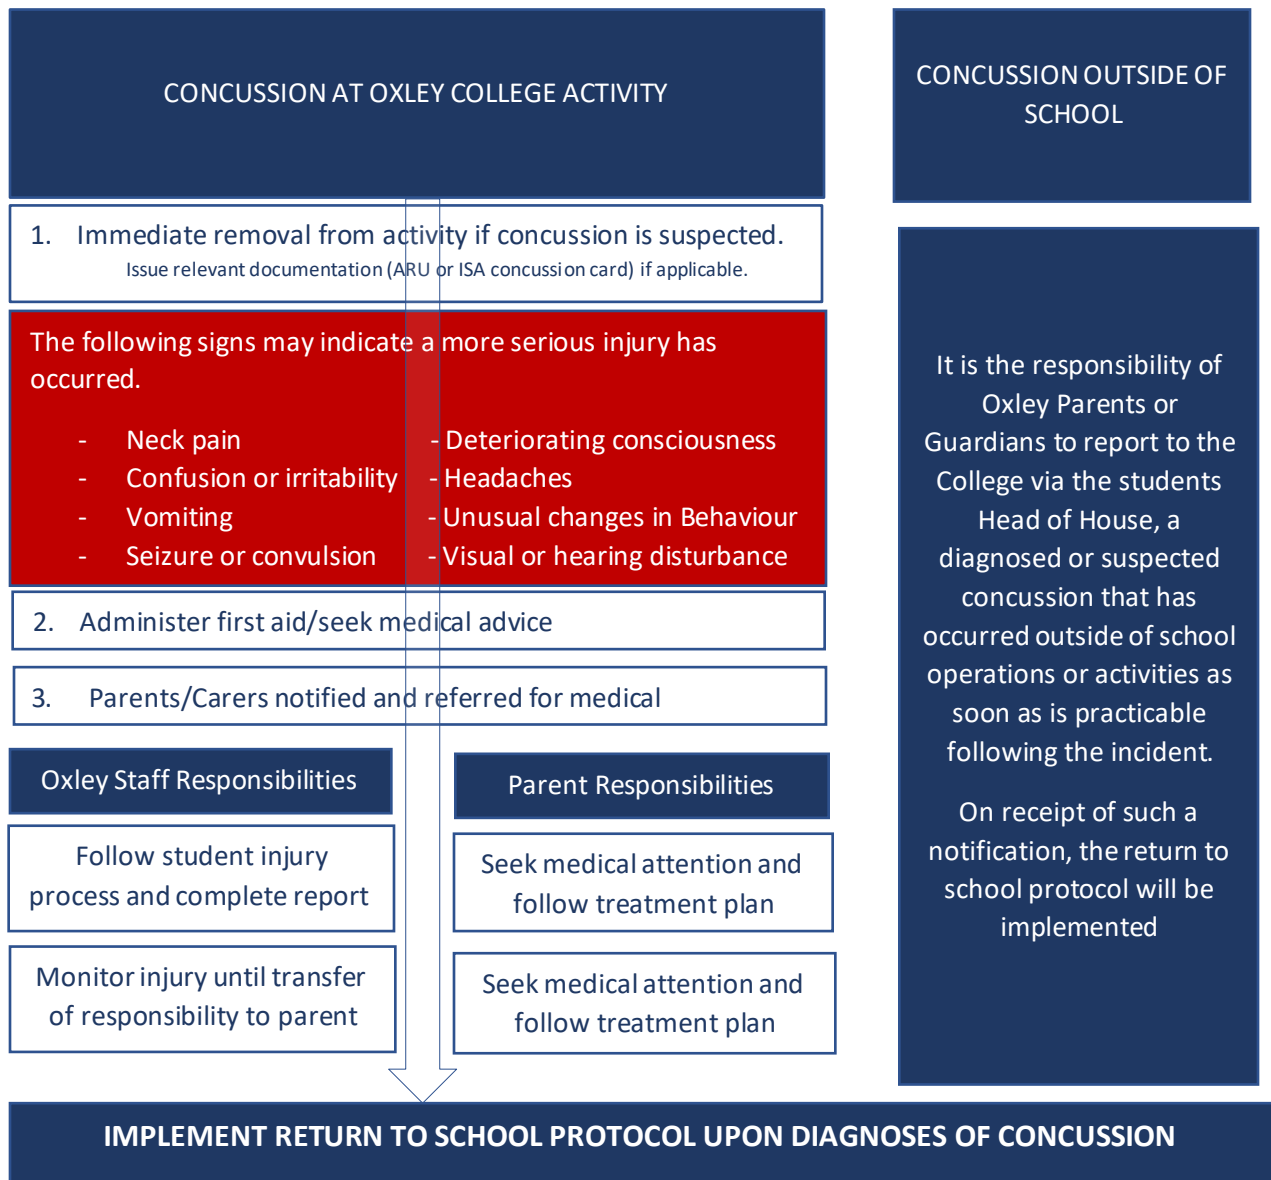 CONCUSSION AT OXLEY COLLEGE ACTIVITY
1. Immediate removal from activity if concussion is suspected.
Issue relevant documentation (ARU or ISA concussion card) if applicable.
The following signs may indicate a more serious injury has
occurred.
- Neck pain - Deteriorating consciousness
- Confusion or irritability - Headaches
- Vomiting - Unusual changes in Behaviour
- Seizure or convulsion - Visual or hearing disturbance
2. Administer first aid/seek medical advice
3. Parents/Carers notified and referred for medical
Oxley Staff Responsibilities
Follow student injury
process and complete report
Monitor injury until transfer
of responsibility to parent
Parent Responsibilities
Seek medical attention and
follow treatment plan
Seek medical attention and
follow treatment plan
CONCUSSION OUTSIDE OF
SCHOOL
It is the responsibility of
Oxley Parents or
Guardians to report to the
College via the students
Head of House, a
diagnosed or suspected
concussion that has
occurred outside of school
operations or activities as
soon as is practicable
following the incident.
On receipt of such a
notification, the return to
school protocol will be
implemented
IMPLEMENT RETURN TO SCHOOL PROTOCOL UPON DIAGNOSES OF CONCUSSION